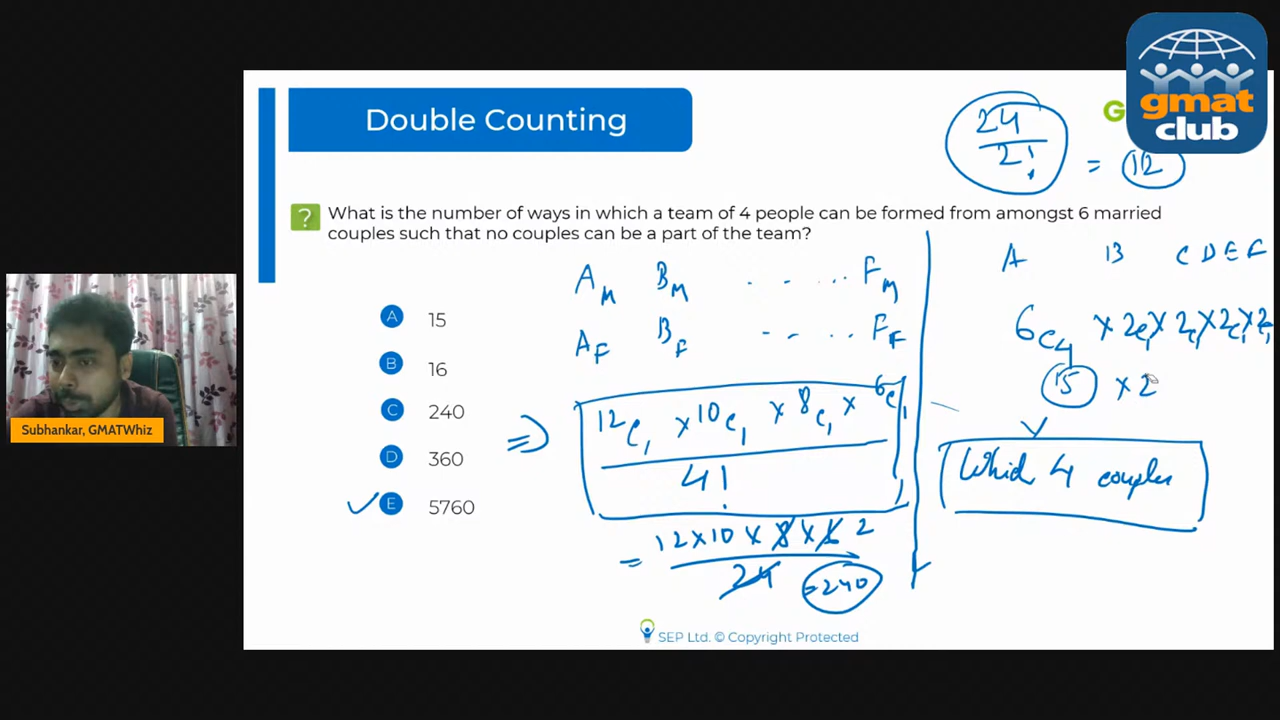 Double Counting
G
gmat
club
24
2!
= 12
? What is the number of ways in which a team of 4 people can be formed from amongst 6 married
couples such that no couples can be a part of the team?
A B C D E F
A_M B_M - - - .. F_M
A_F B_F - . .. F_F
6C4 × 2C1 × 2C1 × 2C1 × 2C1
15 × 2
Which 4 couples
A 15
B 16
C 240
D 360
✓ E 5760
⇒ 12C1 × 10C1 × 8C1 × 6C1
4!
= 12 × 10 × 8 × 6 2
24 = 240
Subhankar, GMATWhiz
SEP Ltd. © Copyright Protected